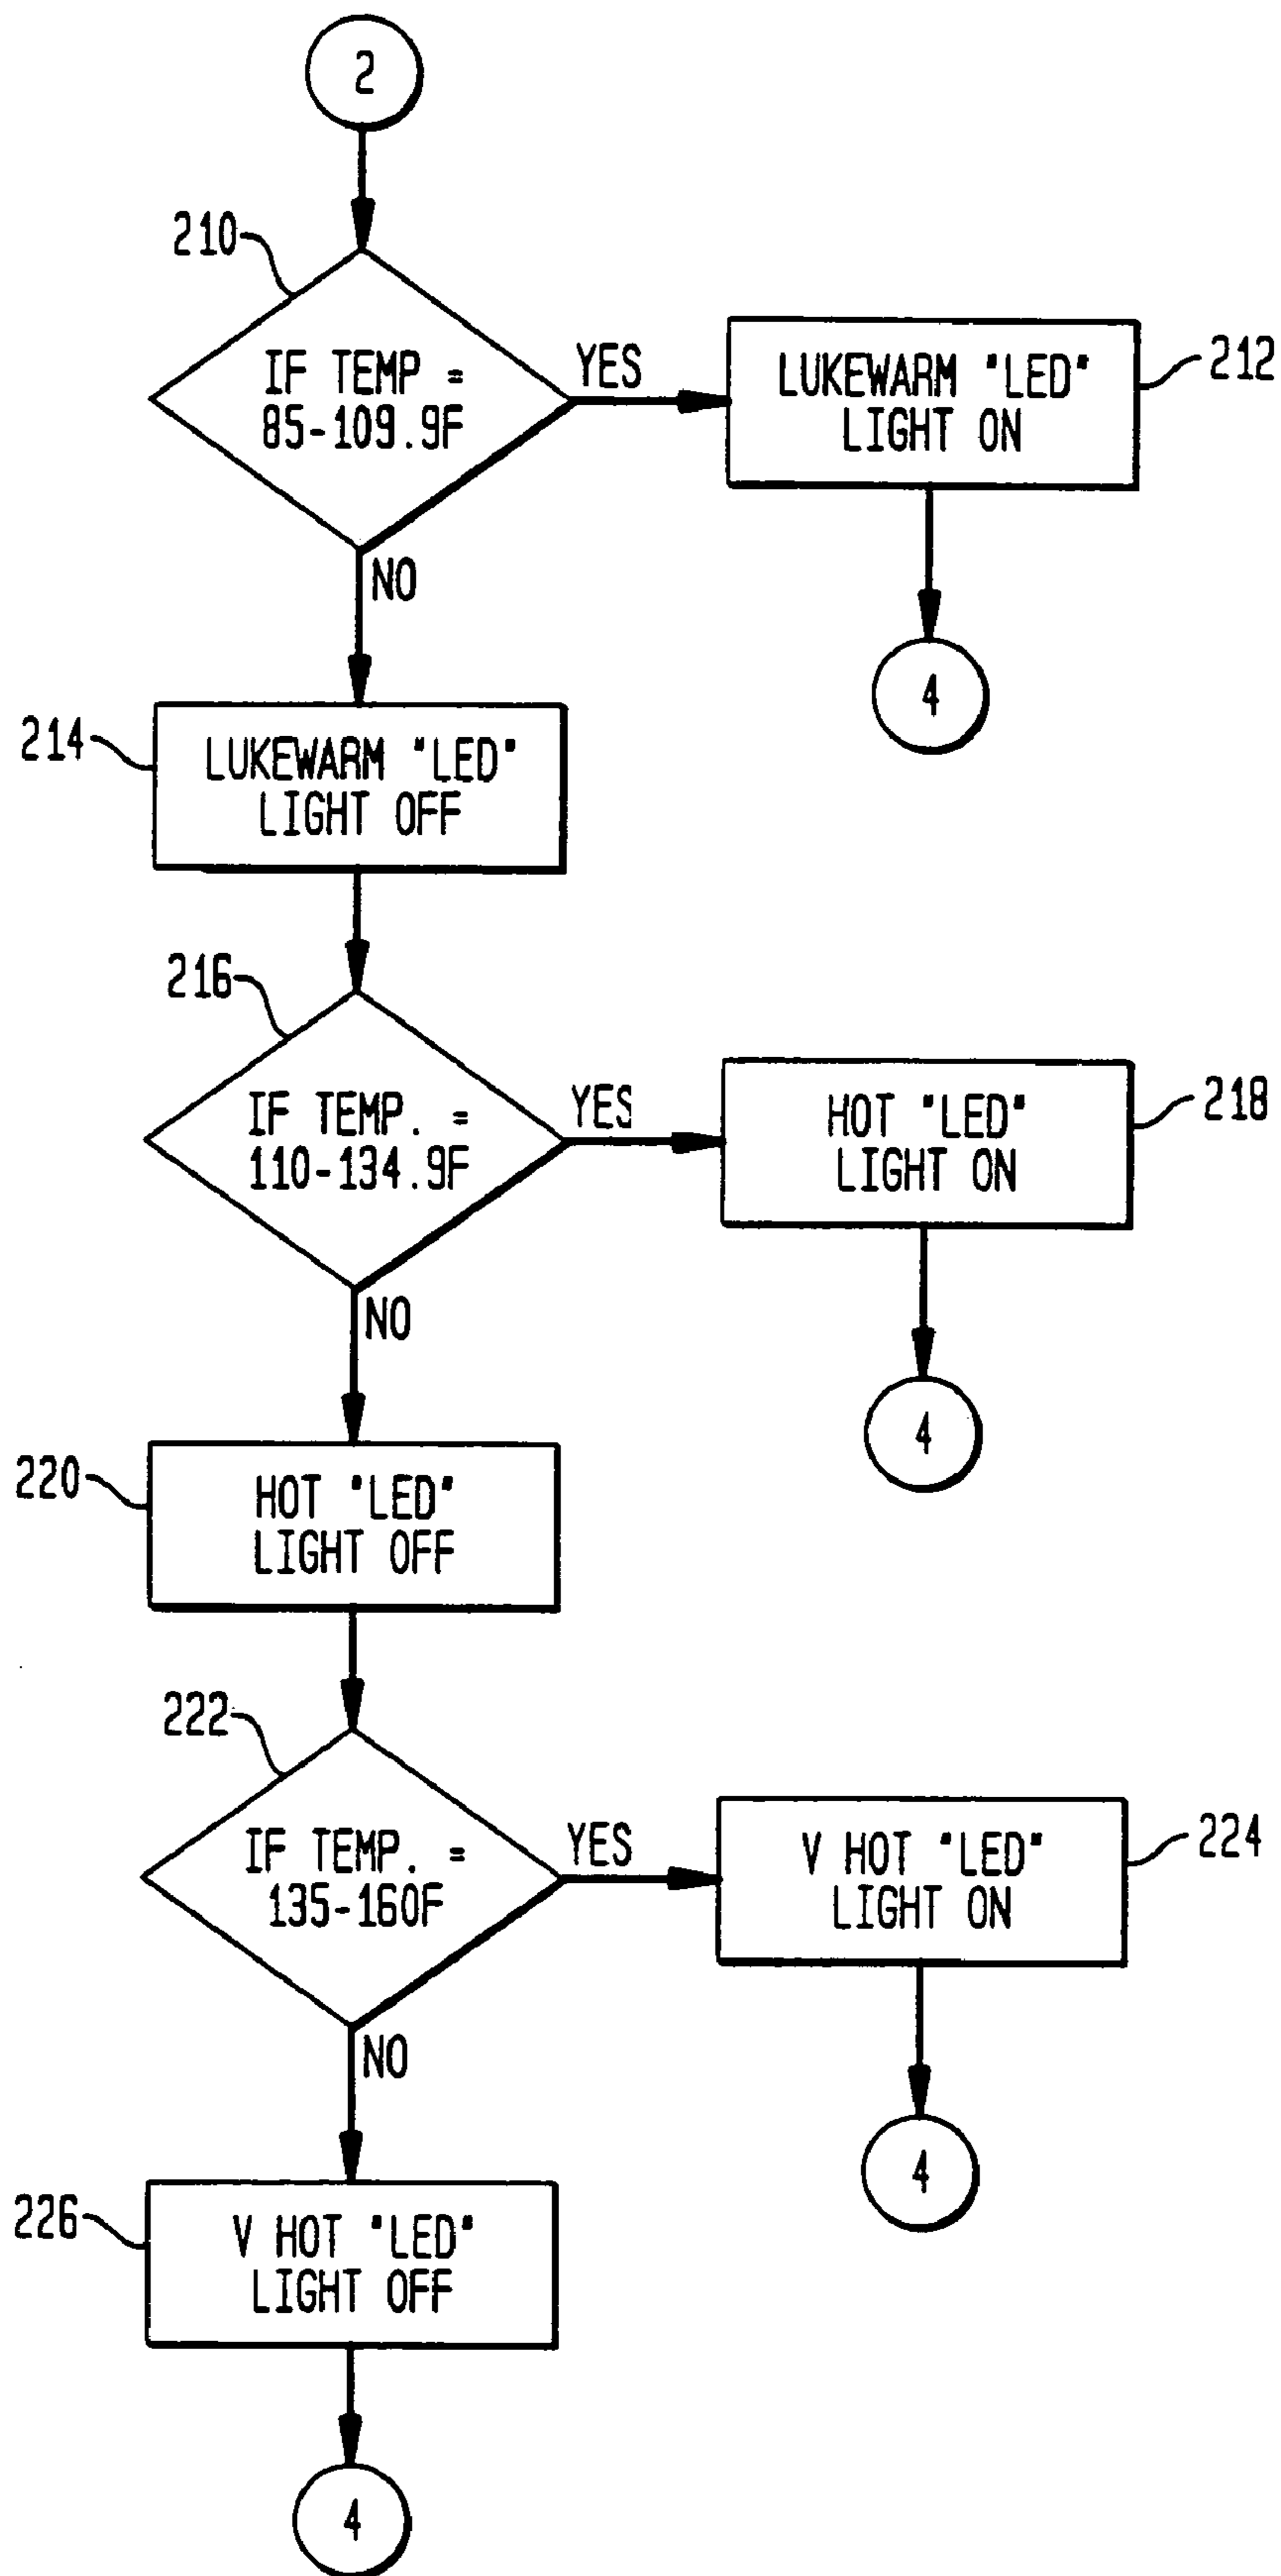 2
210
IF TEMP =
85-109.9F
YES
LUKEWARM "LED"
LIGHT ON
212
NO
4
214
LUKEWARM "LED"
LIGHT OFF
216
IF TEMP. =
110-134.9F
YES
HOT "LED"
LIGHT ON
218
NO
4
220
HOT "LED"
LIGHT OFF
222
IF TEMP. =
135-160F
YES
V HOT "LED"
LIGHT ON
224
NO
4
226
V HOT "LED"
LIGHT OFF
4